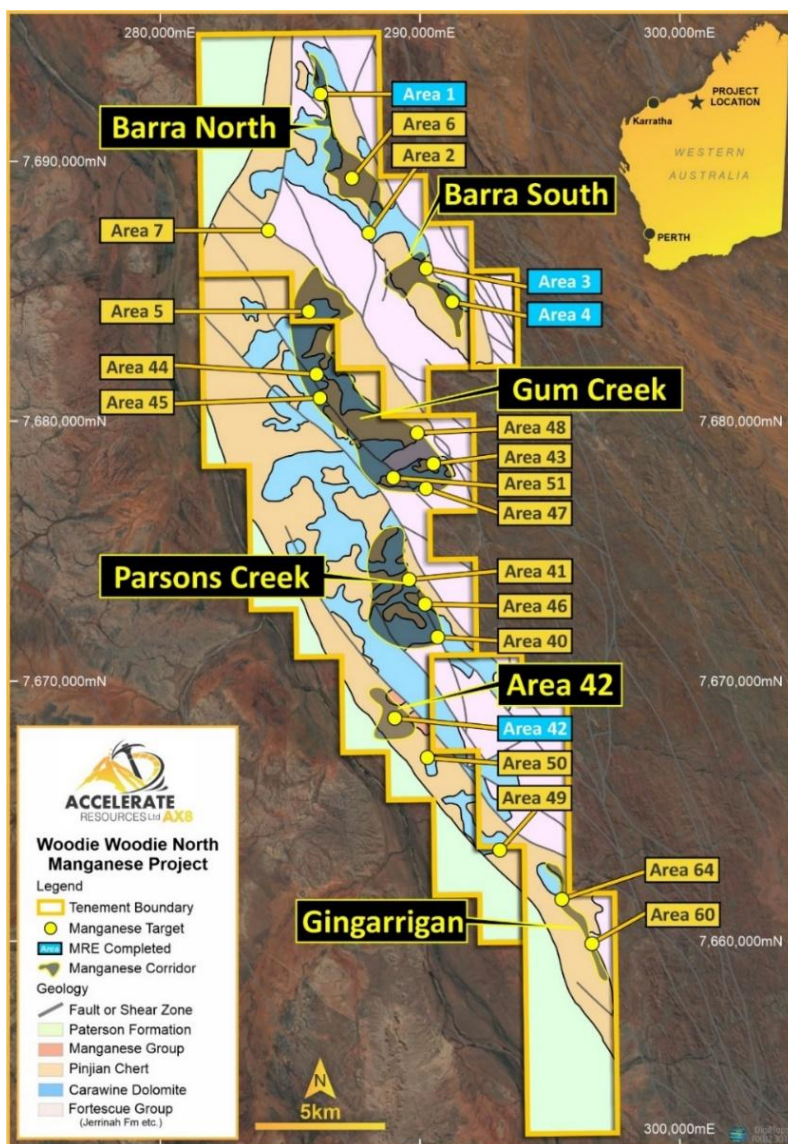 280,000mE
290,000mE
300,000mE
PROJECT
LOCATION
Karratha
WESTERN
AUSTRALIA
PERTH
Area 1
Barra North
Area 6
Area 2
7,690,000mN
Barra South
Area 7
Area 3
Area 4
Area 5
Area 44
Gum Creek
Area 45
7,680,000mN
7,680,000mN
Area 48
Area 43
Area 51
Area 47
Parsons Creek
Area 41
Area 46
Area 40
7,670,000mN
7,670,000mN
Area 42
Area 42
Area 50
Area 49
Area 64
Gingarrigan
Area 60
7,660,000mN
ACCELERATE
RESOURCES Ltd AX8
Woodie Woodie North
Manganese Project
Legend
Tenement Boundary
Manganese Target
Area
MRE Completed
Manganese Corridor
Geology
Fault or Shear Zone
Paterson Formation
Manganese Group
Pinjian Chert
Carawine Dolomite
Fortescue Group
(Jerrinah Fm etc.)
N
5km
300,000mE